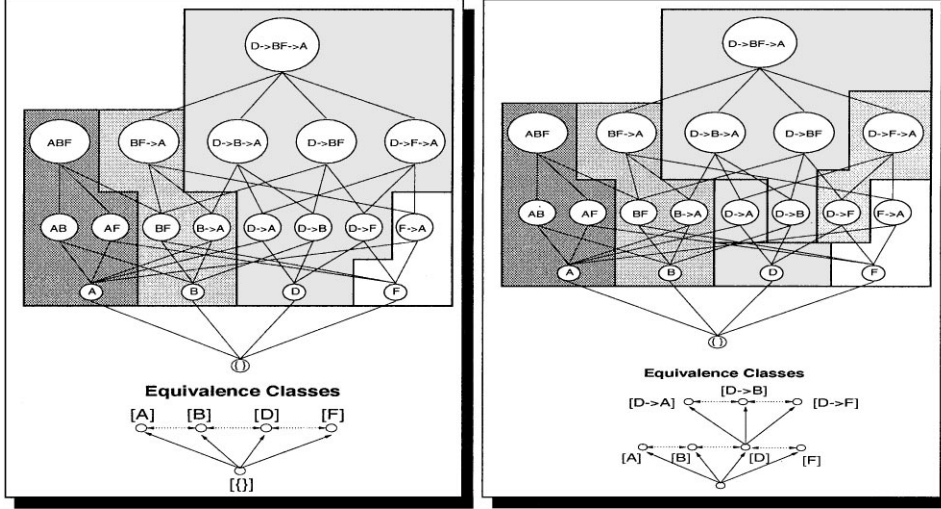 D->BF->A
ABF BF->A D->B->A D->BF D->F->A
AB AF BF B->A D->A D->B D->F F->A
A B D F
{}
Equivalence Classes
[A] [B] [D] [F]
[{}]
D->BF->A
ABF BF->A D->B->A D->BF D->F->A
AB AF BF B->A D->A D->B D->F F->A
A B D F
{}
Equivalence Classes
[D->B]
[D->A] [D->F]
[A] [B] [D] [F]